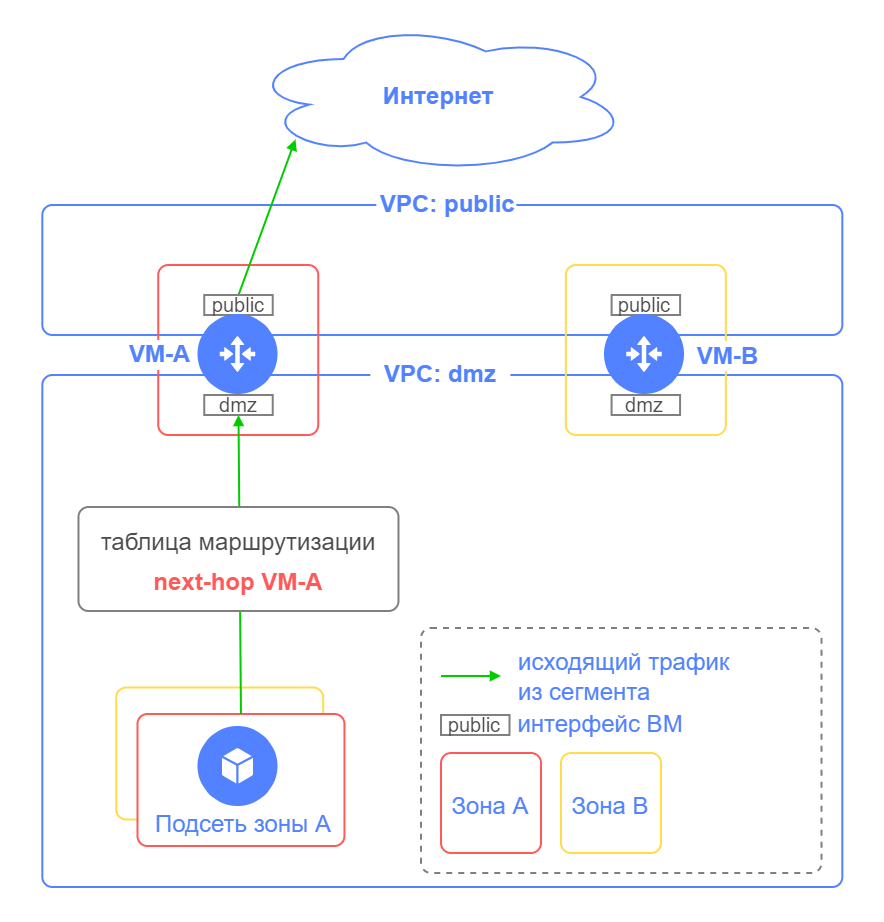 Интернет
VPC: public
public
public
VM-A
VM-B
VPC: dmz
dmz
dmz
таблица маршрутизации
next-hop VM-A
исходящий трафик
из сегмента
public
интерфейс ВМ
Зона A
Зона B
Подсеть зоны A